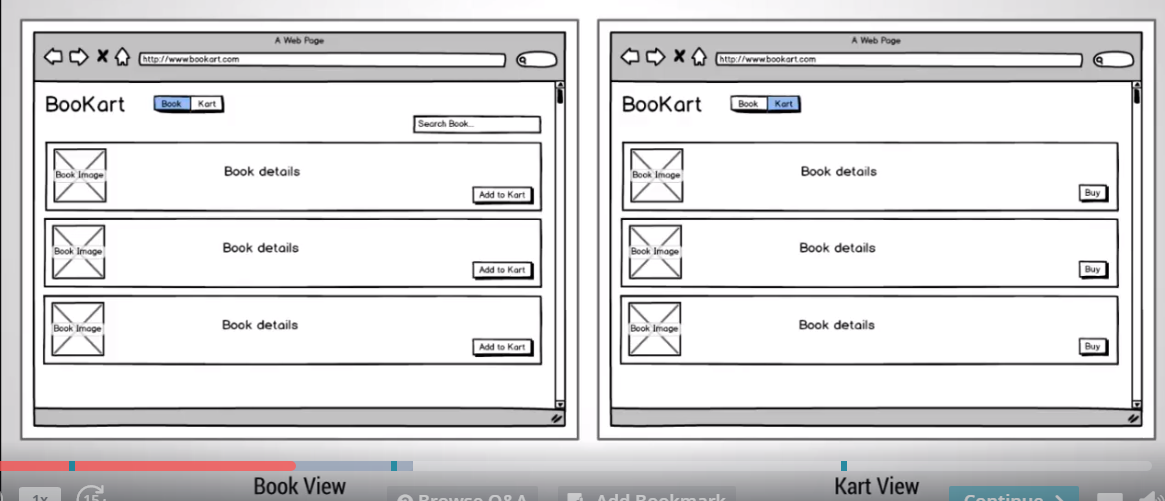 A Web Page
http://www.bookart.com
BooKart
Book Kart
Search Book...
Book Image
Book details
Add to Kart
Book Image
Book details
Add to Kart
Book Image
Book details
Add to Kart
Book View
A Web Page
http://www.bookart.com
BooKart
Book Kart
Book Image
Book details
Buy
Book Image
Book details
Buy
Book Image
Book details
Buy
Kart View
1x
15
Browse Q&A
Add Bookmark
Continue